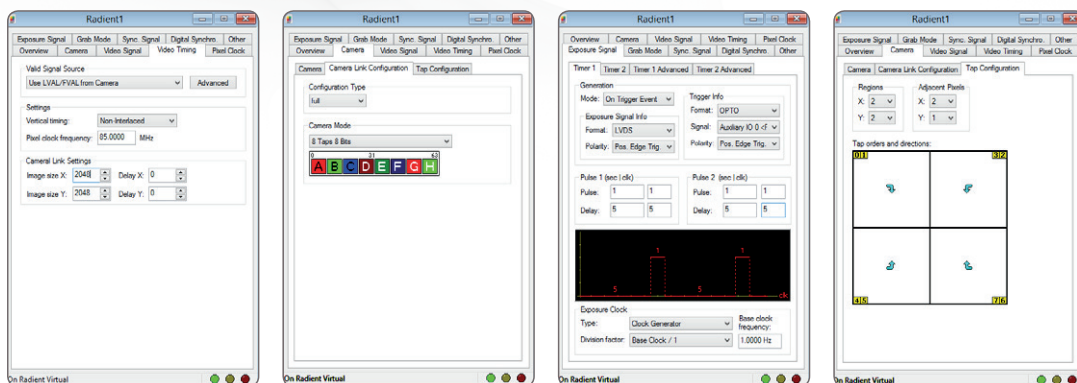 Radient1
Exposure Signal Grab Mode Sync. Signal Digital Synchro. Other
Overview Camera Video Signal Video Timing Pixel Clock
Valid Signal Source
Use LVAL/FVAL from Camera Advanced
Settings
Vertical timing: Non-Interlaced
Pixel clock frequency: 85.0000 MHz
CameraI Link Settings
Image size X: 2048 Delay X: 0
Image size Y: 2048 Delay Y: 0
On Radient Virtual
Radient1
Exposure Signal Grab Mode Sync. Signal Digital Synchro. Other
Overview Camera Video Signal Video Timing Pixel Clock
Camera Camera Link Configuration Tap Configuration
Configuration Type
full
Camera Mode
8 Taps 8 Bits
0 31 63
A B C D E F G H
On Radient Virtual
Radient1
Overview Camera Video Signal Video Timing Pixel Clock
Exposure Signal Grab Mode Sync. Signal Digital Synchro. Other
Timer 1 Timer 2 Timer 1 Advanced Timer 2 Advanced
Generation
Mode: On Trigger Event
Exposure Signal Info
Format: LVDS
Polarity: Pos. Edge Trig.
Trigger Info
Format: OPTO
Signal: Auxiliary IO 0 <F
Polarity: Pos. Edge Trig.
Pulse 1 (sec | clk)
Pulse: 1 1
Delay: 5 5
Pulse 2 (sec | clk)
Pulse: 1 1
Delay: 5 5
1 1
5 5
clk
Exposure Clock
Type: Clock Generator
Division factor: Base Clock / 1
Base clock
frequency:
1.0000 Hz
On Radient Virtual
Radient1
Exposure Signal Grab Mode Sync. Signal Digital Synchro. Other
Overview Camera Video Signal Video Timing Pixel Clock
Camera Camera Link Configuration Tap Configuration
Regions
X: 2
Y: 2
Adjacent Pixels
X: 2
Y: 1
Tap orders and directions:
0 1 3 2
4 5 7 6
On Radient Virtual